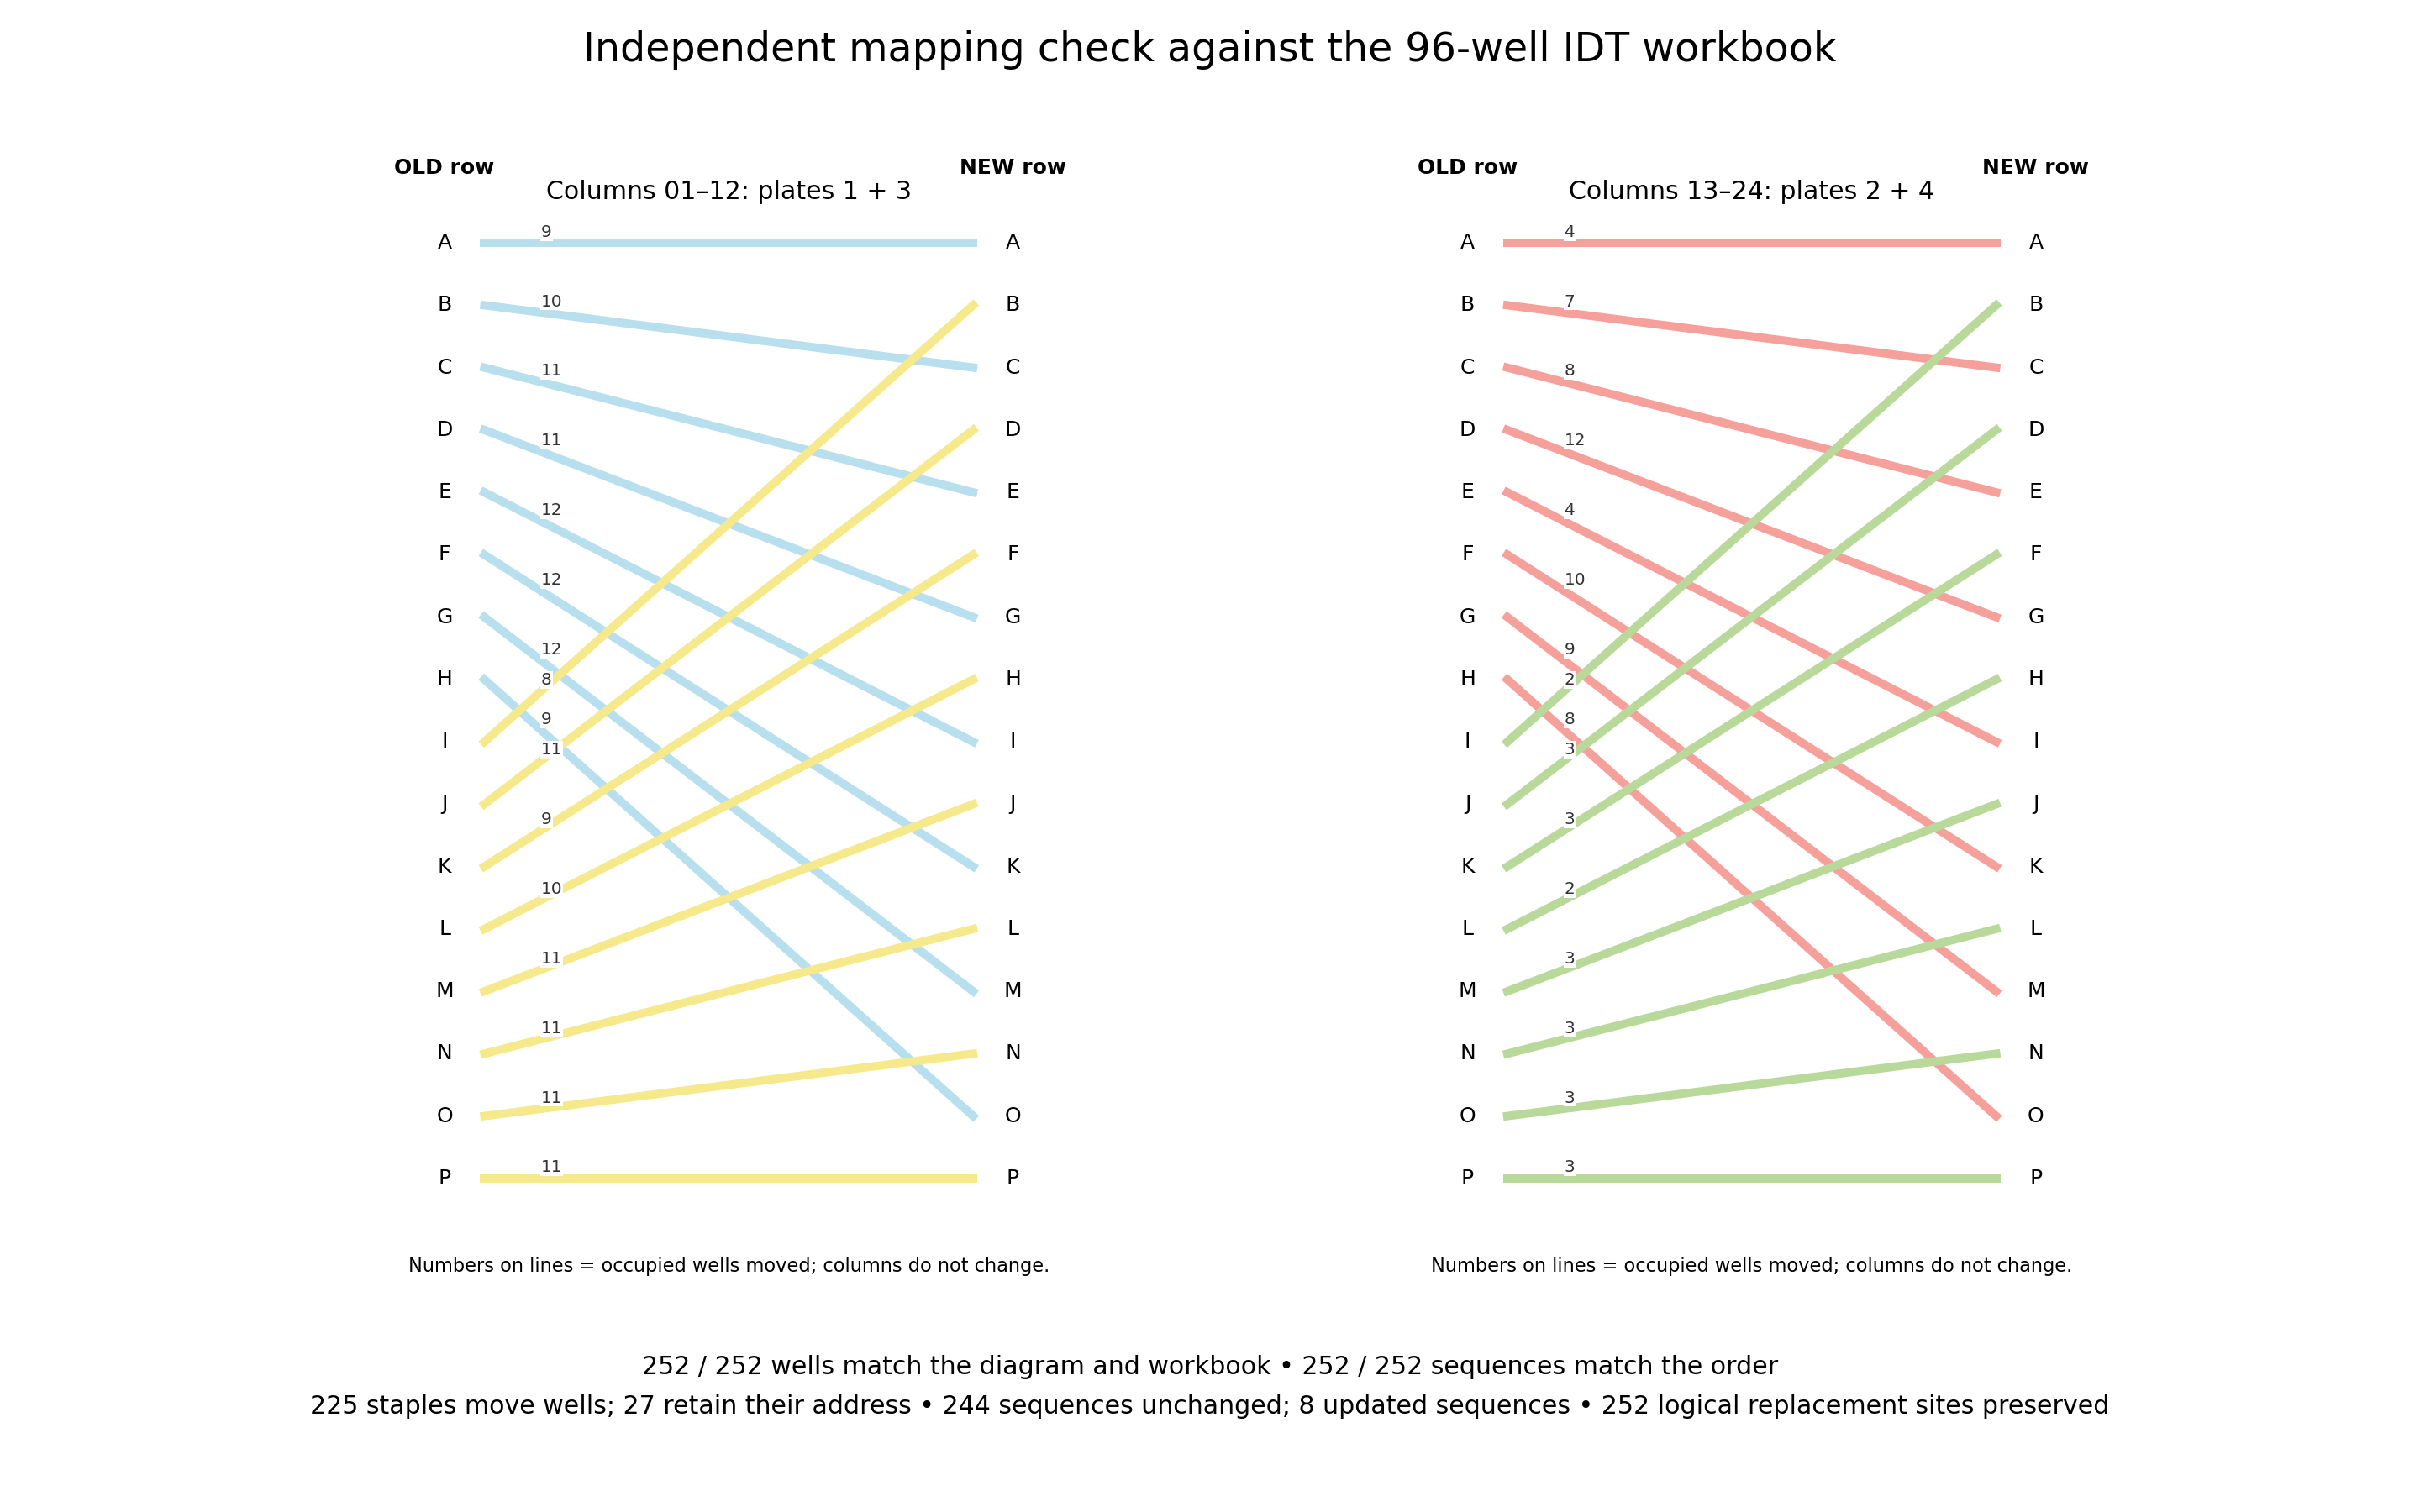 Independent mapping check against the 96-well IDT workbook
OLD row
NEW row
Columns 01–12: plates 1 + 3
A 9 A
B 10 B
C 11 C
D 11 D
E 12 E
F 12 F
G 12 G
H 8 H
I 9 I
11
J J
K 9 K
L 10 L
M 11 M
N 11 N
O 11 O
P 11 P
Numbers on lines = occupied wells moved; columns do not change.
OLD row
NEW row
Columns 13–24: plates 2 + 4
A 4 A
B 7 B
C 8 C
D 12 D
E 4 E
F 10 F
G 9 G
H 2 H
I 8 I
3
J J
K 3 K
L 2 L
M 3 M
N 3 N
O 3 O
P 3 P
Numbers on lines = occupied wells moved; columns do not change.
252 / 252 wells match the diagram and workbook • 252 / 252 sequences match the order
225 staples move wells; 27 retain their address • 244 sequences unchanged; 8 updated sequences • 252 logical replacement sites preserved